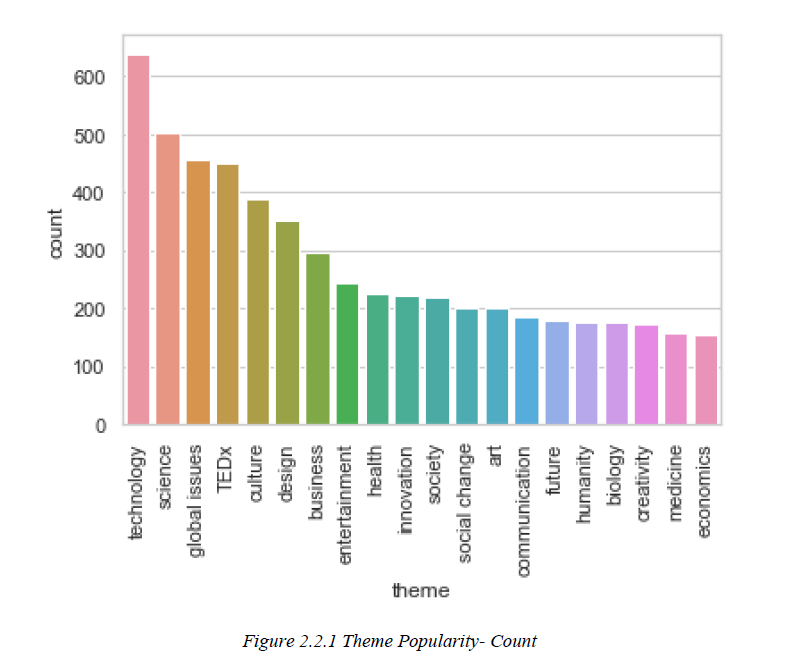 600
500
400
300
200
100
0
count
technology
science
global issues
TEDx
culture
design
business
entertainment
health
innovation
society
social change
art
communication
future
humanity
biology
creativity
medicine
economics
theme
Figure 2.2.1 Theme Popularity- Count